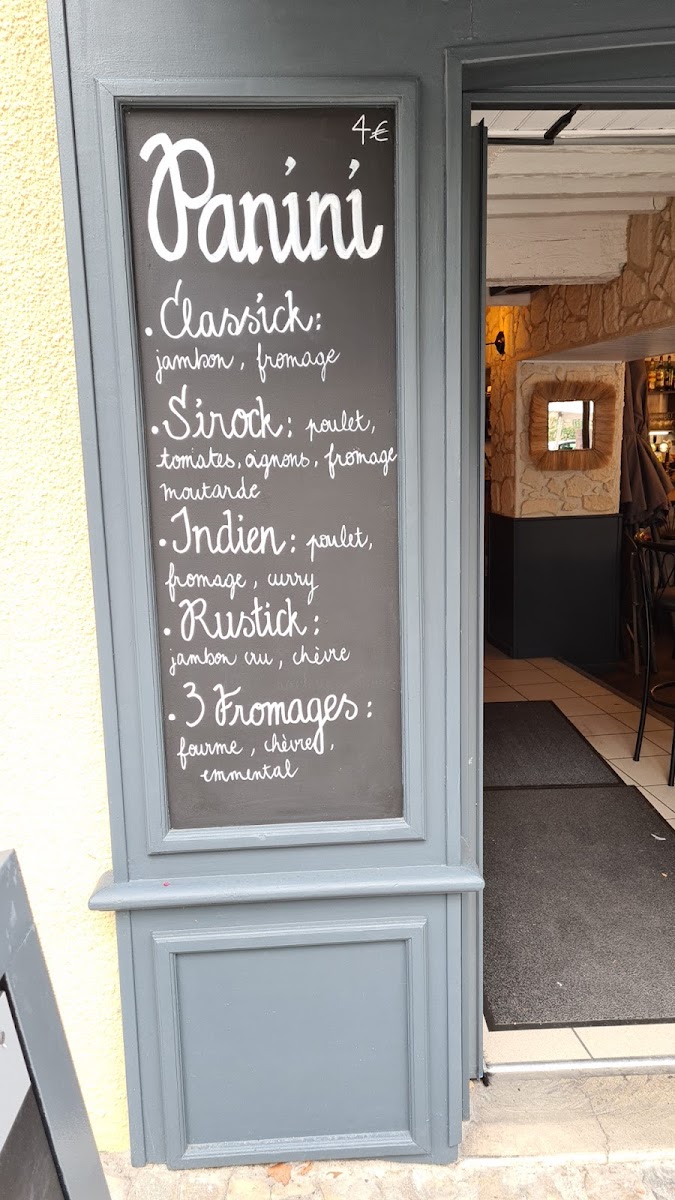 4€
Panini
• Classick:
jambon, fromage
• Sirock: poulet,
tomates, oignons, fromage
moutarde
• Indien: poulet,
fromage, curry
• Rustick:
jambon cru, chèvre
• 3 Fromages:
fourme, chèvre,
emmental